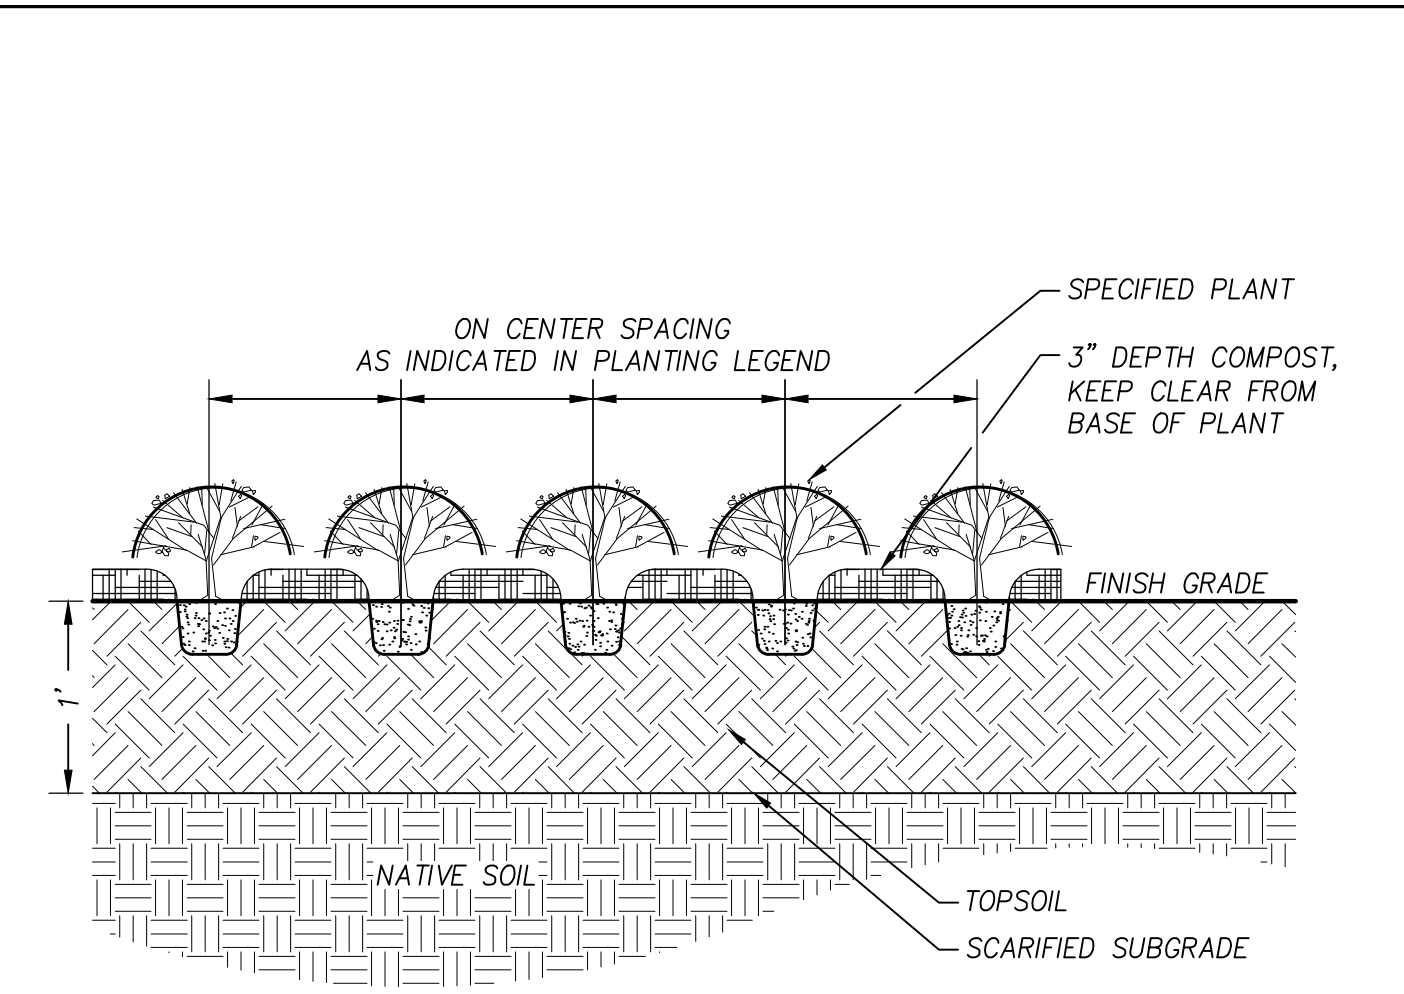 SPECIFIED PLANT
ON CENTER SPACING
AS INDICATED IN PLANTING LEGEND
3” DEPTH COMPOST,
KEEP CLEAR FROM
BASE OF PLANT
FINISH GRADE
1'
NATIVE SOIL
TOPSOIL
SCARIFIED SUBGRADE